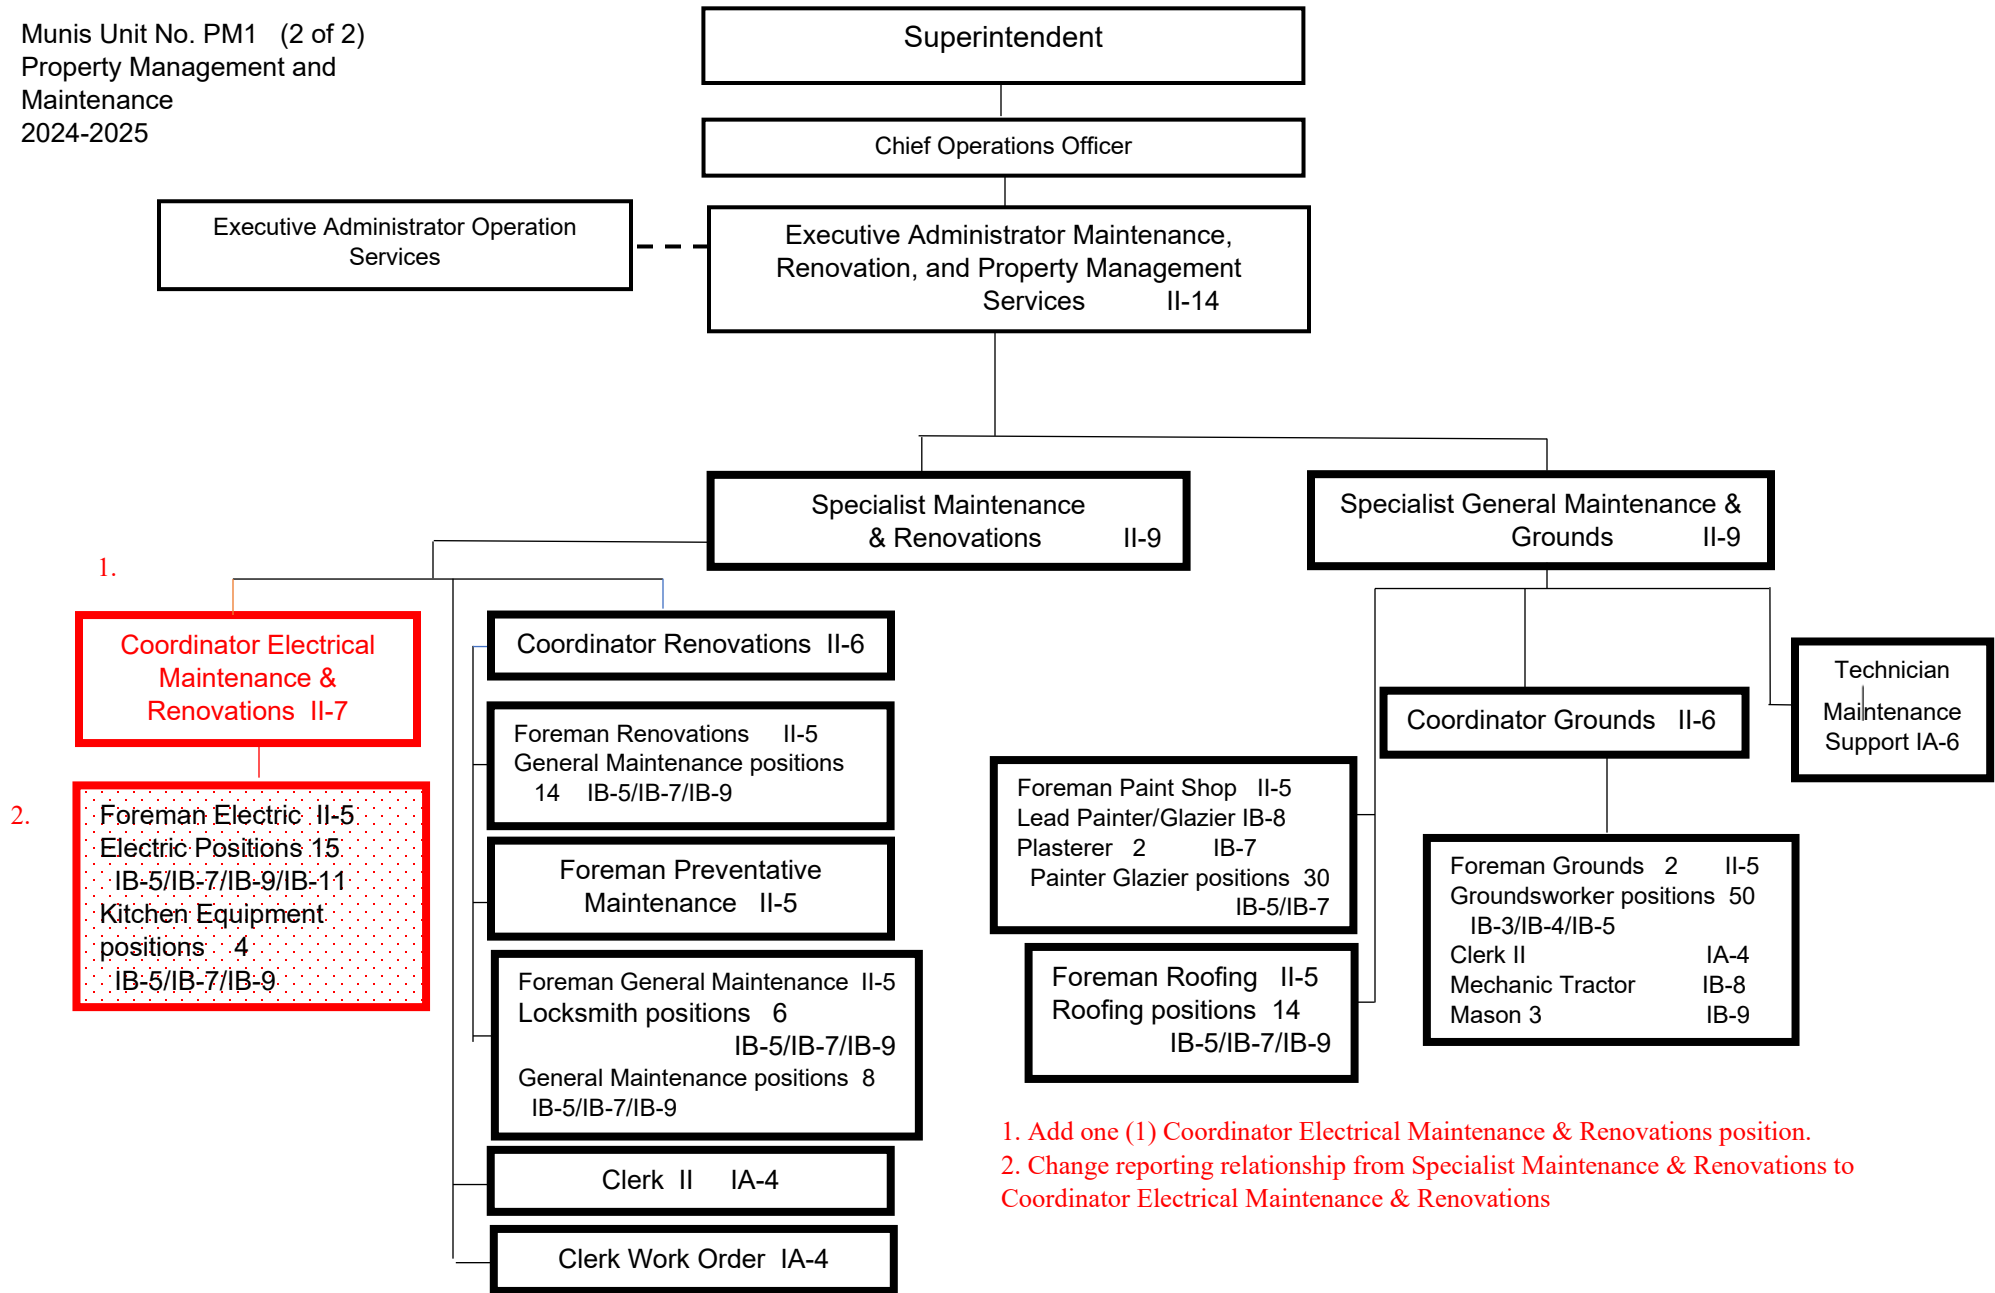 Munis Unit No. PM1 (2 of 2)
Property Management and
Maintenance
2024-2025
Superintendent
Chief Operations Officer
Executive Administrator Operation
Services
Executive Administrator Maintenance,
Renovation, and Property Management
Services II-14
Specialist Maintenance
& Renovations II-9
Specialist General Maintenance &
Grounds II-9
1.
Coordinator Electrical
Maintenance &
Renovations II-7
2.
Foreman Electric II-5
Electric Positions 15
IB-5/IB-7/IB-9/IB-11
Kitchen Equipment
positions 4
IB-5/IB-7/IB-9
Coordinator Renovations II-6
Foreman Renovations II-5
General Maintenance positions
14 IB-5/IB-7/IB-9
Foreman Preventative
Maintenance II-5
Foreman General Maintenance II-5
Locksmith positions 6
IB-5/IB-7/IB-9
General Maintenance positions 8
IB-5/IB-7/IB-9
Clerk II IA-4
Clerk Work Order IA-4
Foreman Paint Shop II-5
Lead Painter/Glazier IB-8
Plasterer 2 IB-7
Painter Glazier positions 30
IB-5/IB-7
Foreman Roofing II-5
Roofing positions 14
IB-5/IB-7/IB-9
Coordinator Grounds II-6
Foreman Grounds 2 II-5
Groundsworker positions 50
IB-3/IB-4/IB-5
Clerk II IA-4
Mechanic Tractor IB-8
Mason 3 IB-9
Technician
Maintenance
Support IA-6
1. Add one (1) Coordinator Electrical Maintenance & Renovations position.
2. Change reporting relationship from Specialist Maintenance & Renovations to
Coordinator Electrical Maintenance & Renovations